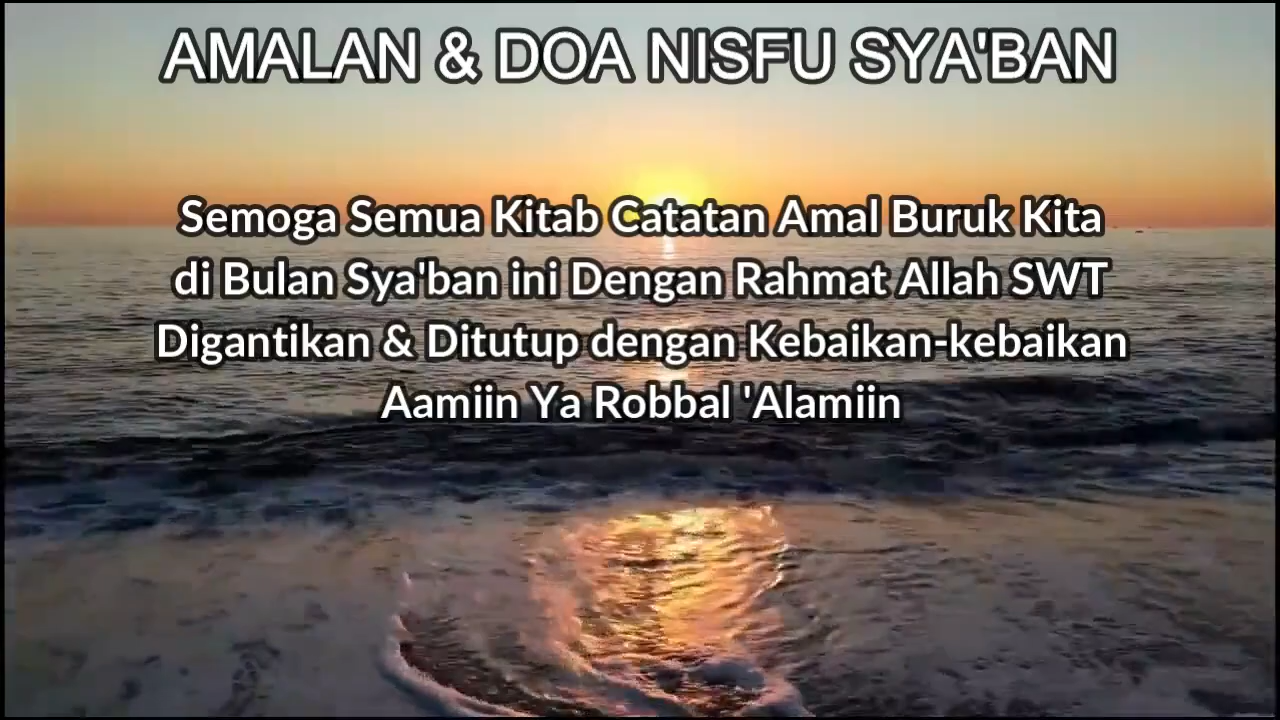 AMALAN & DOA NISFU SYA'BAN
Semoga Semua Kitab Catatan Amal Buruk Kita
di Bulan Sya'ban ini Dengan Rahmat Allah SWT
Digantikan & Ditutup dengan Kebaikan-kebaikan
Aamiin Ya Robbal 'Alamiin